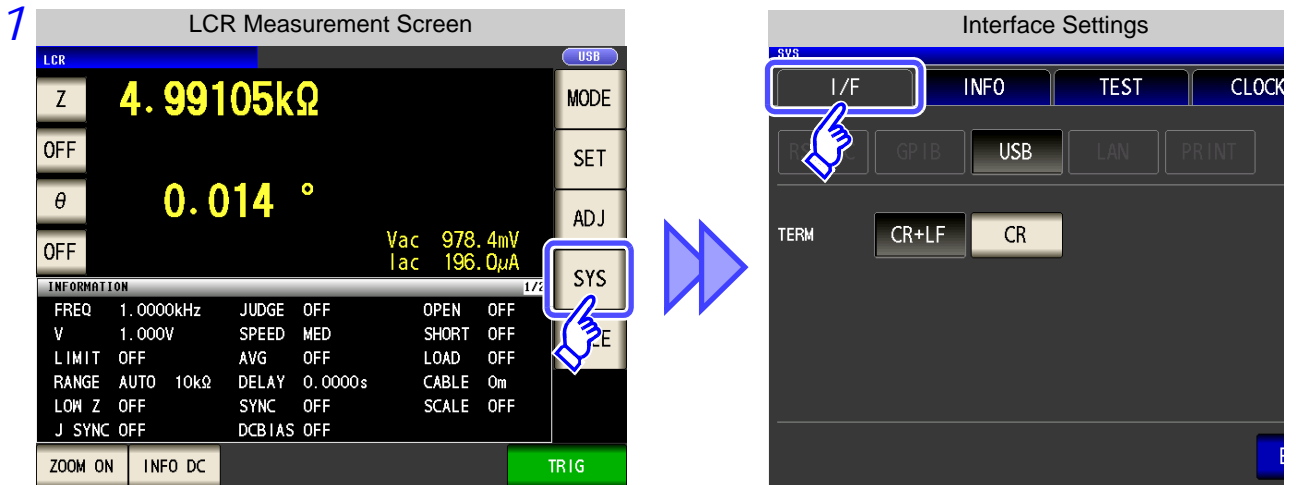 1
LCR Measurement Screen
LCR
USB
Z
4.99105kΩ
MODE
OFF
SET
θ
0.014 °
ADJ
OFF
Vac 978.4mV
Iac 196.0μA
SYS
INFORMATION
FREQ 1.0000kHz JUDGE OFF OPEN OFF
V 1.000V SPEED MED SHORT OFF
LIMIT OFF AVG OFF LOAD OFF
RANGE AUTO 10kΩ DELAY 0.0000s CABLE 0m
LOW Z OFF SYNC OFF SCALE OFF
J SYNC OFF DCBIAS OFF
ZOOM ON INFO DC TRIG
Interface Settings
SYS
I/F INFO TEST CLOCK
GPIB USB LAN PRINT
TERM CR+LF CR